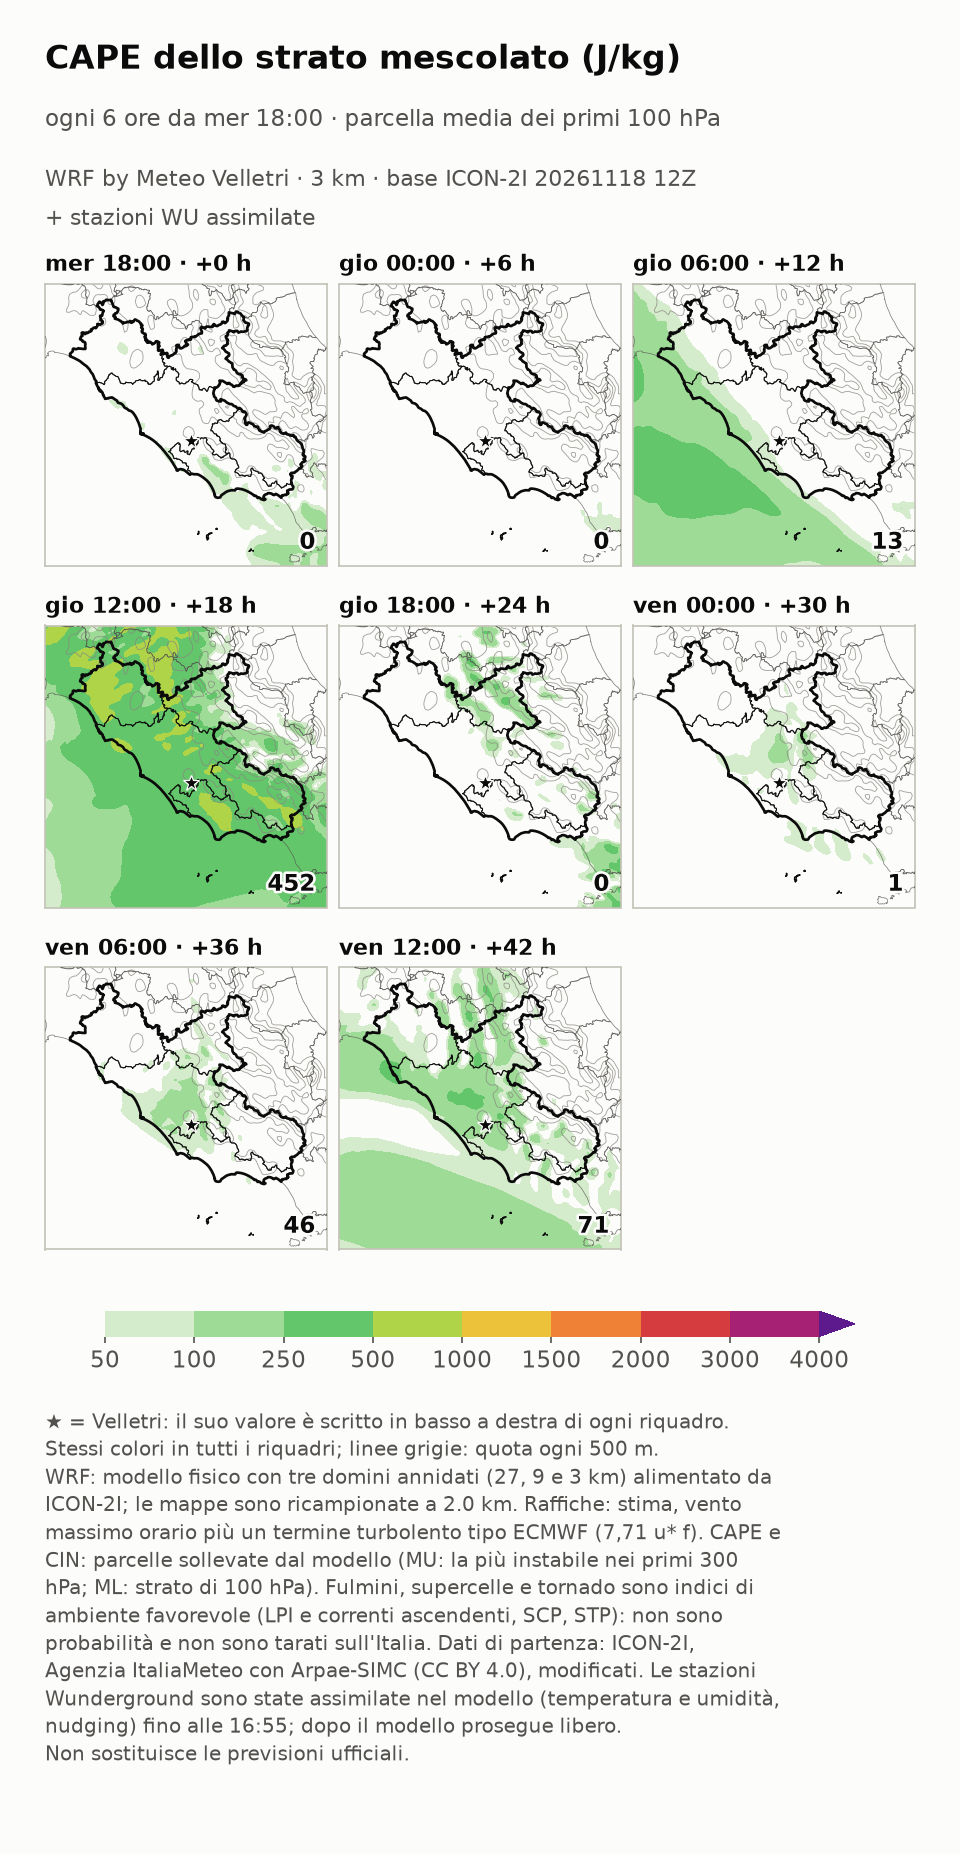 CAPE dello strato mescolato (J/kg)
ogni 6 ore da mer 18:00 · parcella media dei primi 100 hPa
WRF by Meteo Velletri · 3 km · base ICON-2I 20261118 12Z
+ stazioni WU assimilate
mer 18:00 · +0 h
gio 00:00 · +6 h
gio 06:00 · +12 h
0
0
13
gio 12:00 · +18 h
gio 18:00 · +24 h
ven 00:00 · +30 h
452
0
1
ven 06:00 · +36 h
ven 12:00 · +42 h
46
71
50 100 250 500 1000 1500 2000 3000 4000
★ = Velletri: il suo valore è scritto in basso a destra di ogni riquadro.
Stessi colori in tutti i riquadri; linee grigie: quota ogni 500 m.
WRF: modello fisico con tre domini annidati (27, 9 e 3 km) alimentato da
ICON-2I; le mappe sono ricampionate a 2.0 km. Raffiche: stima, vento
massimo orario più un termine turbolento tipo ECMWF (7,71 u* f). CAPE e
CIN: parcelle sollevate dal modello (MU: la più instabile nei primi 300
hPa; ML: strato di 100 hPa). Fulmini, supercelle e tornado sono indici di
ambiente favorevole (LPI e correnti ascendenti, SCP, STP): non sono
probabilità e non sono tarati sull'Italia. Dati di partenza: ICON-2I,
Agenzia ItaliaMeteo con Arpae-SIMC (CC BY 4.0), modificati. Le stazioni
Wunderground sono state assimilate nel modello (temperatura e umidità,
nudging) fino alle 16:55; dopo il modello prosegue libero.
Non sostituisce le previsioni ufficiali.